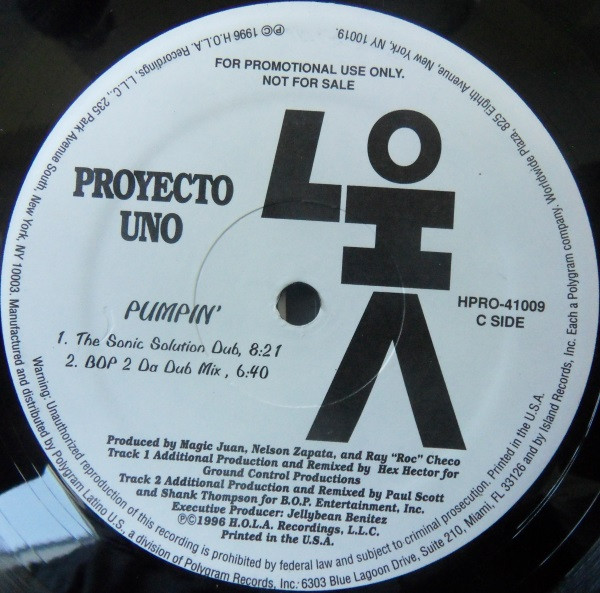 FOR PROMOTIONAL USE ONLY.
NOT FOR SALE
HOLA
PROYECTO
UNO
PUMPIN'
1. The Sonic Solution Dub, 8:21
2. BOP 2 Da Dub Mix , 6:40
HPRO-41009
C SIDE
Produced by Magic Juan, Nelson Zapata, and Ray "Roc" Checo
Track 1 Additional Production and Remixed by Hex Hector for
Ground Control Productions
Track 2 Additional Production and Remixed by Paul Scott
and Shank Thompson for B.O.P. Entertainment, Inc.
Executive Producer: Jellybean Benitez
Ⓟ©1996 H.O.L.A. Recordings, L.L.C.
Printed in the U.S.A.
Ⓟ© 1996 H.O.L.A. Recordings, L.L.C., 235 Park Avenue South, New York, NY 10003. Manufactured and distributed by Polygram Latino U.S., a division of Polygram Records, Inc.: 6303 Blue Lagoon Drive, Suite 210, Miami, FL 33126 and by Island Records, Inc. Each a Polygram company; Worldwide Plaza, 825 Eighth Avenue, New York, NY 10019.
Warning: Unauthorized reproduction of this recording is prohibited by federal law and subject to criminal prosecution. Printed in the U.S.A.